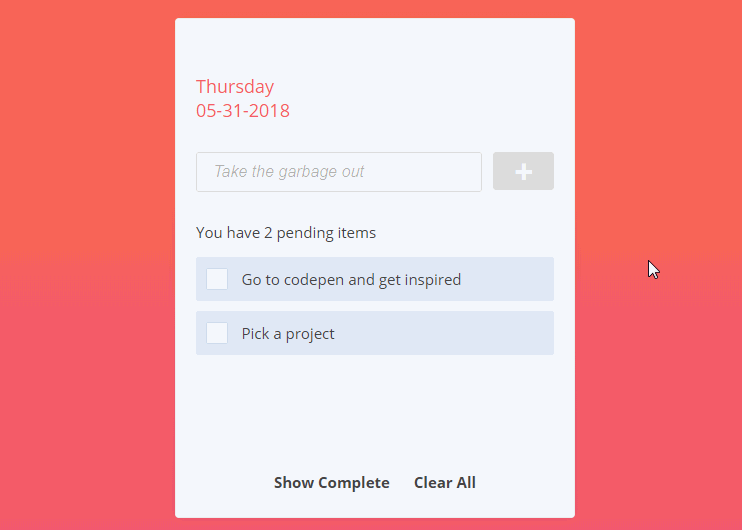 Thursday
05-31-2018
Take the garbage out
You have 2 pending items
Go to codepen and get inspired
Pick a project
Show Complete Clear All